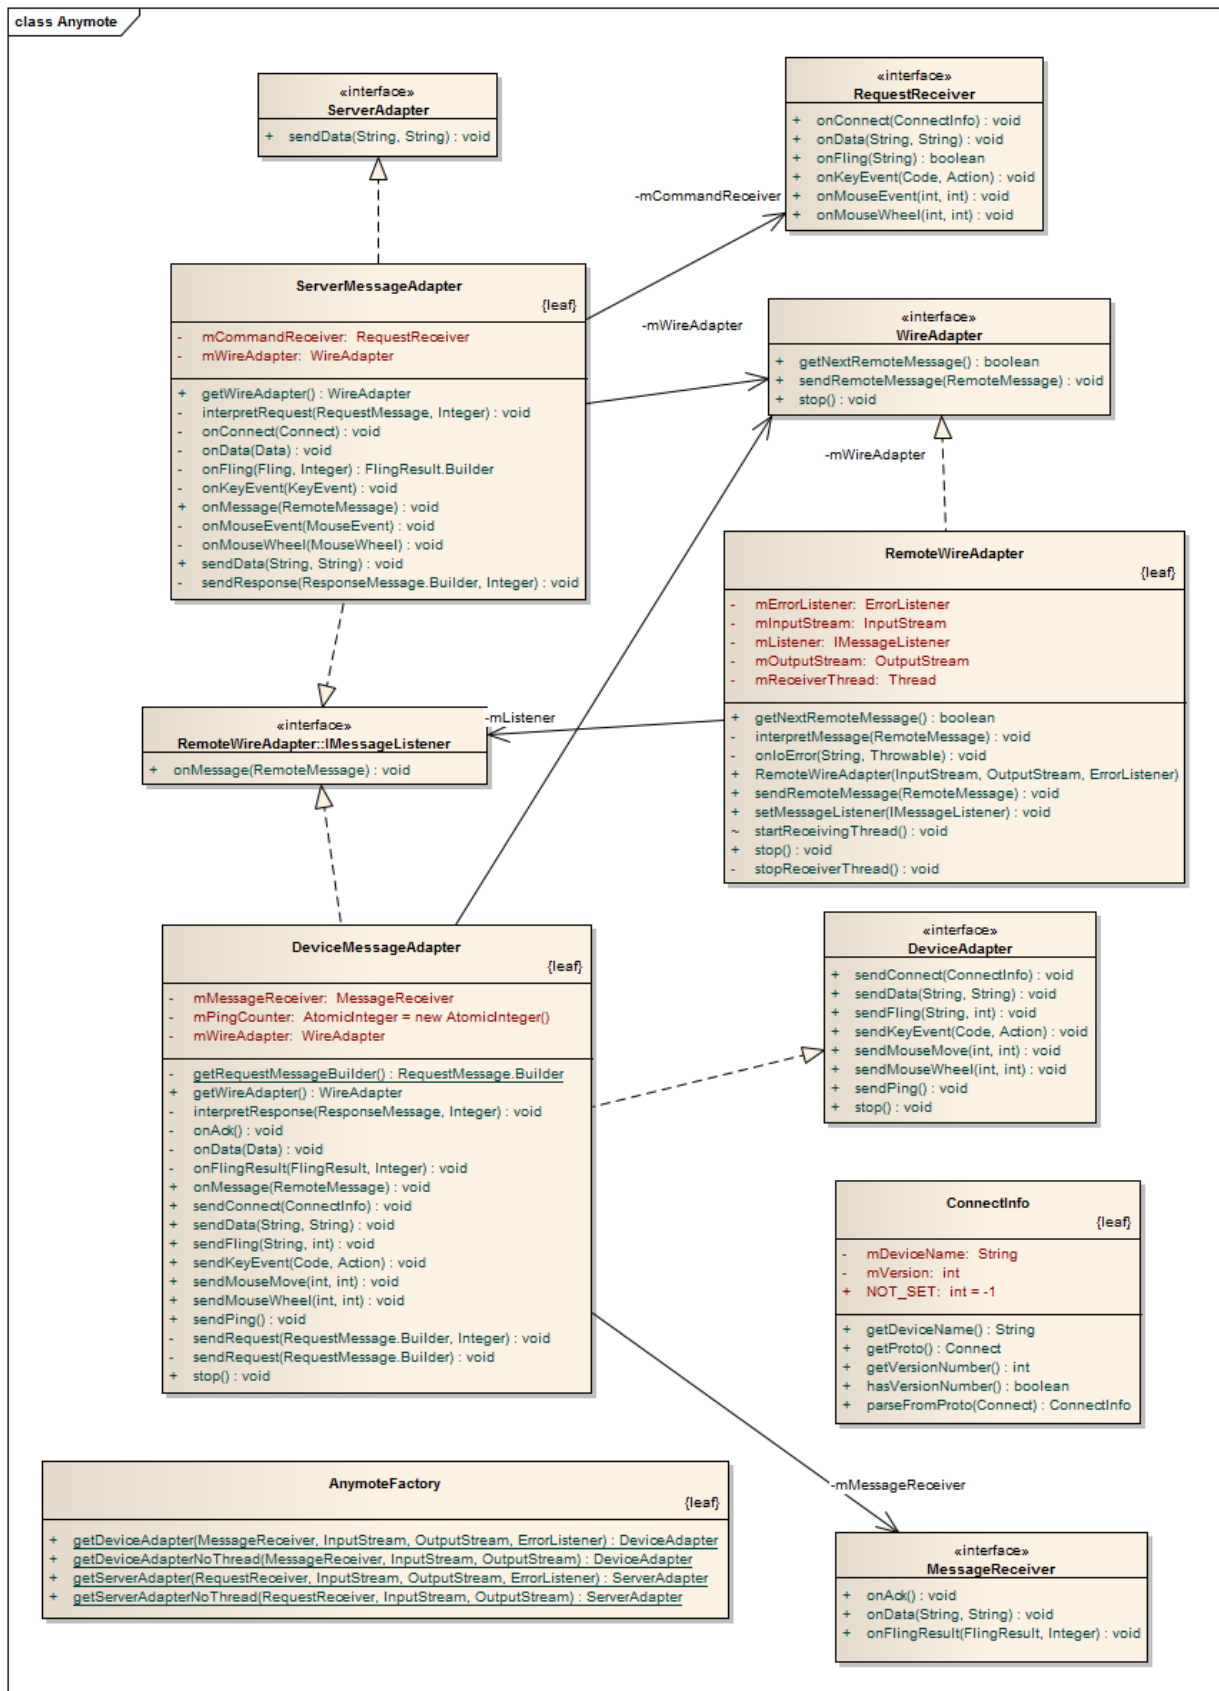 class Anymote
«interface»
ServerAdapter
+ sendData(String, String) : void
«interface»
RequestReceiver
+ onConnect(ConnectInfo) : void
+ onData(String, String) : void
+ onFling(String) : boolean
+ onKeyEvent(Code, Action) : void
+ onMouseEvent(int, int) : void
+ onMouseWheel(int, int) : void
-mCommandReceiver
ServerMessageAdapter
{leaf}
- mCommandReceiver: RequestReceiver
- mWireAdapter: WireAdapter
+ getWireAdapter() : WireAdapter
- interpretRequest(RequestMessage, Integer) : void
- onConnect(Connect) : void
- onData(Data) : void
- onFling(Fling, Integer) : FlingResult.Builder
- onKeyEvent(KeyEvent) : void
+ onMessage(RemoteMessage) : void
- onMouseEvent(MouseEvent) : void
- onMouseWheel(MouseWheel) : void
+ sendData(String, String) : void
- sendResponse(ResponseMessage.Builder, Integer) : void
-mWireAdapter
«interface»
WireAdapter
+ getNextRemoteMessage() : boolean
+ sendRemoteMessage(RemoteMessage) : void
+ stop() : void
-mWireAdapter
RemoteWireAdapter
{leaf}
- mErrorListener: ErrorListener
- mInputStream: InputStream
- mListener: IMessageListener
- mOutputStream: OutputStream
- mReceiverThread: Thread
+ getNextRemoteMessage() : boolean
- interpretMessage(RemoteMessage) : void
- onIoError(String, Throwable) : void
+ RemoteWireAdapter(InputStream, OutputStream, ErrorListener)
+ sendRemoteMessage(RemoteMessage) : void
+ setMessageListener(IMessageListener) : void
~ startReceivingThread() : void
+ stop() : void
- stopReceiverThread() : void
-mListener
«interface»
RemoteWireAdapter::IMessageListener
+ onMessage(RemoteMessage) : void
DeviceMessageAdapter
{leaf}
- mMessageReceiver: MessageReceiver
- mPingCounter: AtomicInteger = new AtomicInteger()
- mWireAdapter: WireAdapter
- getRequestMessageBuilder() : RequestMessage.Builder
+ getWireAdapter() : WireAdapter
- interpretResponse(ResponseMessage, Integer) : void
- onAck() : void
- onData(Data) : void
- onFlingResult(FlingResult, Integer) : void
+ onMessage(RemoteMessage) : void
+ sendConnect(ConnectInfo) : void
+ sendData(String, String) : void
+ sendFling(String, int) : void
+ sendKeyEvent(Code, Action) : void
+ sendMouseMove(int, int) : void
+ sendMouseWheel(int, int) : void
+ sendPing() : void
- sendRequest(RequestMessage.Builder, Integer) : void
- sendRequest(RequestMessage.Builder) : void
+ stop() : void
«interface»
DeviceAdapter
+ sendConnect(ConnectInfo) : void
+ sendData(String, String) : void
+ sendFling(String, int) : void
+ sendKeyEvent(Code, Action) : void
+ sendMouseMove(int, int) : void
+ sendMouseWheel(int, int) : void
+ sendPing() : void
+ stop() : void
ConnectInfo
{leaf}
- mDeviceName: String
- mVersion: int
+ NOT_SET: int = -1
+ getDeviceName() : String
+ getProto() : Connect
+ getVersionNumber() : int
+ hasVersionNumber() : boolean
+ parseFromProto(Connect) : ConnectInfo
AnymoteFactory
{leaf}
+ getDeviceAdapter(MessageReceiver, InputStream, OutputStream, ErrorListener) : DeviceAdapter
+ getDeviceAdapterNoThread(MessageReceiver, InputStream, OutputStream) : DeviceAdapter
+ getServerAdapter(RequestReceiver, InputStream, OutputStream, ErrorListener) : ServerAdapter
+ getServerAdapterNoThread(RequestReceiver, InputStream, OutputStream) : ServerAdapter
-mMessageReceiver
«interface»
MessageReceiver
+ onAck() : void
+ onData(String, String) : void
+ onFlingResult(FlingResult, Integer) : void